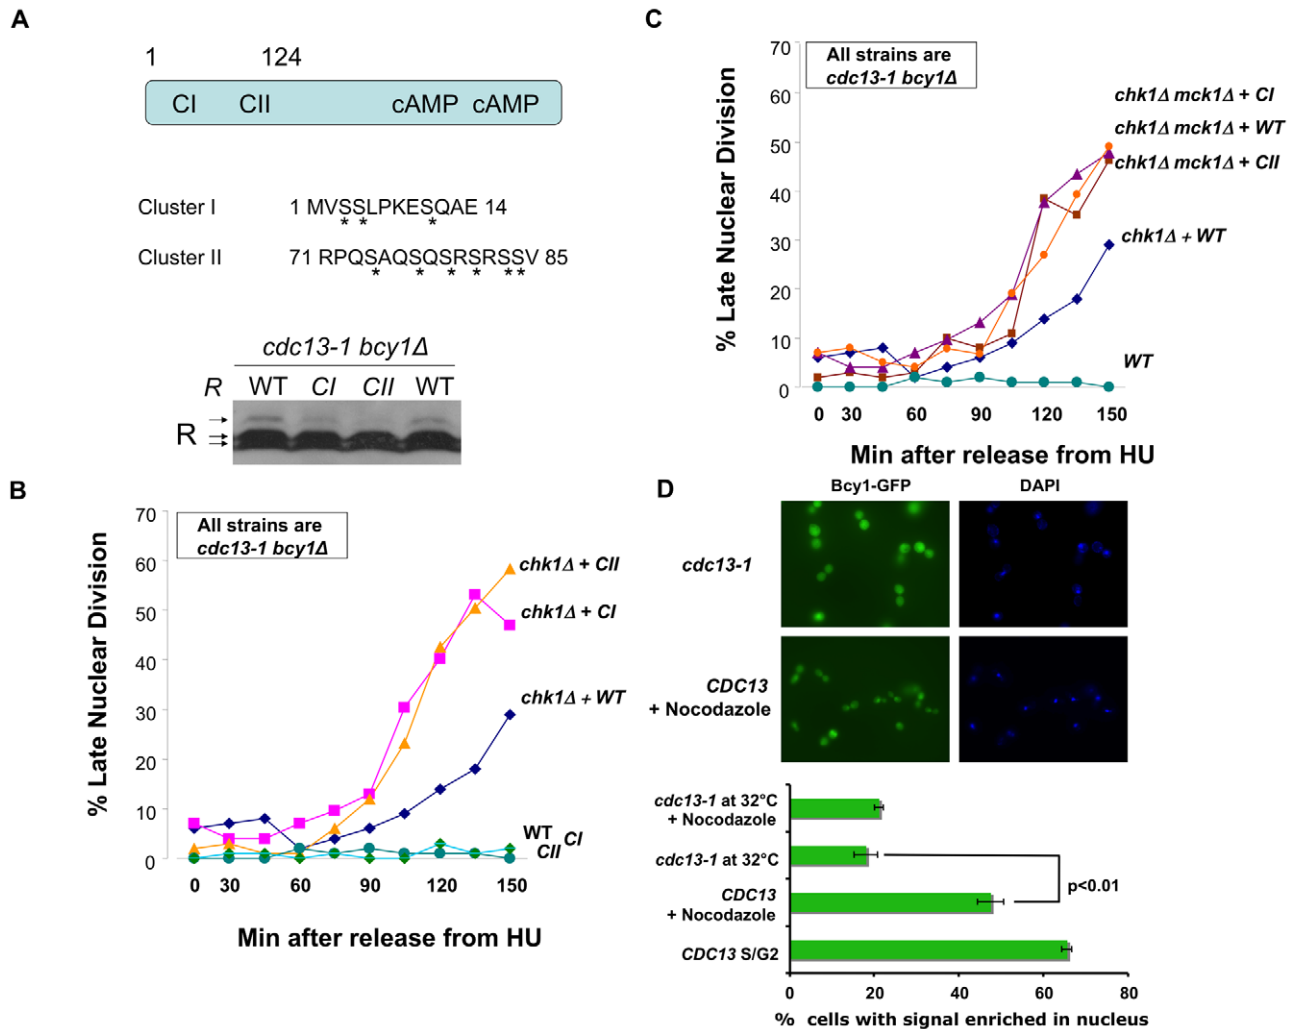 A
1 124
CI CII cAMP cAMP
Cluster I 1 MVSSLPKESQAE 14
* * *
Cluster II 71 RPQSAQSQSRSRSSV 85
* * * * * *
cdc13-1 bcy1Δ
R WT CI CII WT
R
B
% Late Nuclear Division
70
60
50
40
30
20
10
0
All strains are
cdc13-1 bcy1Δ
chk1Δ + CII
chk1Δ + CI
chk1Δ + WT
WT CI
CII
0 30 60 90 120 150
Min after release from HU
C
% Late Nuclear Division
70
60
50
40
30
20
10
0
All strains are
cdc13-1 bcy1Δ
chk1Δ mck1Δ + CI
chk1Δ mck1Δ + WT
chk1Δ mck1Δ + CII
chk1Δ + WT
WT
0 30 60 90 120 150
Min after release from HU
D
Bcy1-GFP DAPI
cdc13-1
CDC13
+ Nocodazole
cdc13-1 at 32°C
+ Nocodazole
cdc13-1 at 32°C
CDC13
+ Nocodazole
CDC13 S/G2
p<0.01
0 20 40 60 80
% cells with signal enriched in nucleus